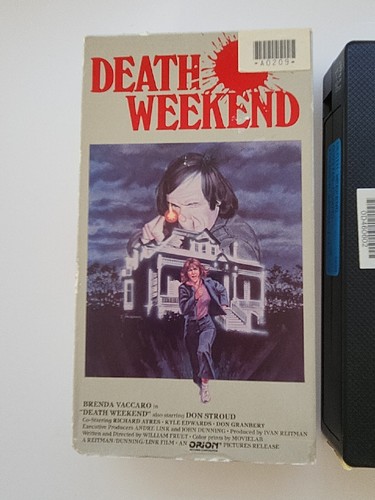 *A0209*
DEATH
WEEKEND
BRENDA VACCARO in
"DEATH WEEKEND" also starring DON STROUD
Co-Starring RICHARD AYRES • KYLE EDWARDS • DON GRANBERY
Executive Producers ANDRE LINK and JOHN DUNNING • Produced by IVAN REITMAN
Written and Directed by WILLIAM FRUET • Color prints by MOVIELAB
A REITMAN/DUNNING/LINK FILM • AN ORION PICTURES RELEASE